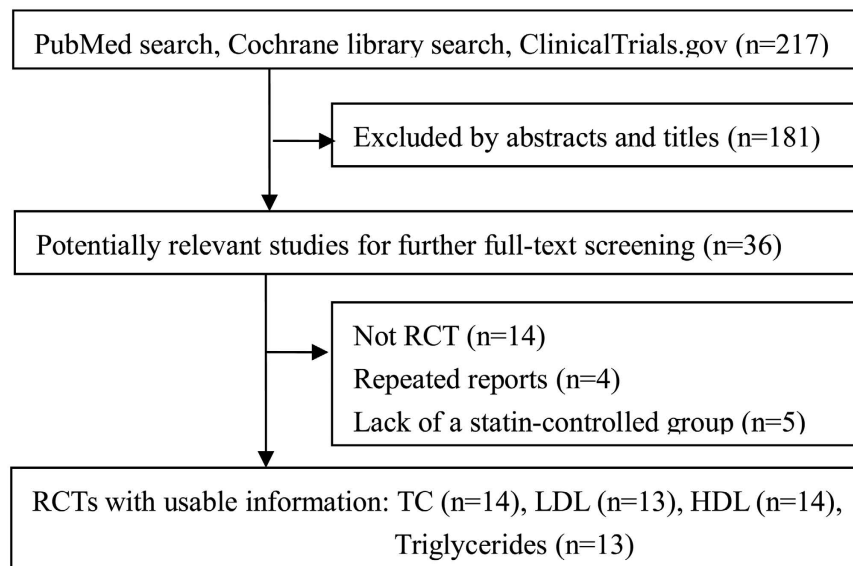 PubMed search, Cochrane library search, ClinicalTrials.gov (n=217)
Excluded by abstracts and titles (n=181)
Potentially relevant studies for further full-text screening (n=36)
Not RCT (n=14)
Repeated reports (n=4)
Lack of a statin-controlled group (n=5)
RCTs with usable information: TC (n=14), LDL (n=13), HDL (n=14),
Triglycerides (n=13)